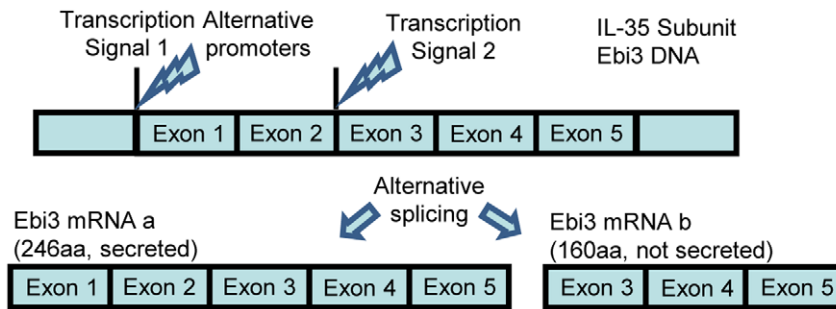 Transcription Alternative
Signal 1 promoters
Transcription
Signal 2
IL-35 Subunit
Ebi3 DNA
Exon 1 Exon 2 Exon 3 Exon 4 Exon 5
Alternative
splicing
Ebi3 mRNA a
(246aa, secreted)
Ebi3 mRNA b
(160aa, not secreted)
Exon 1 Exon 2 Exon 3 Exon 4 Exon 5
Exon 3 Exon 4 Exon 5